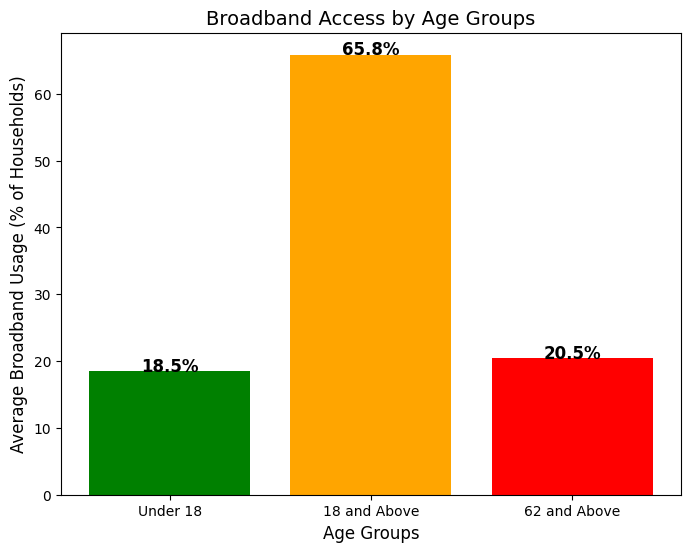 Broadband Access by Age Groups
Average Broadband Usage (% of Households)
60
50
40
30
20
10
0
65.8%
18.5%
20.5%
Under 18
18 and Above
62 and Above
Age Groups